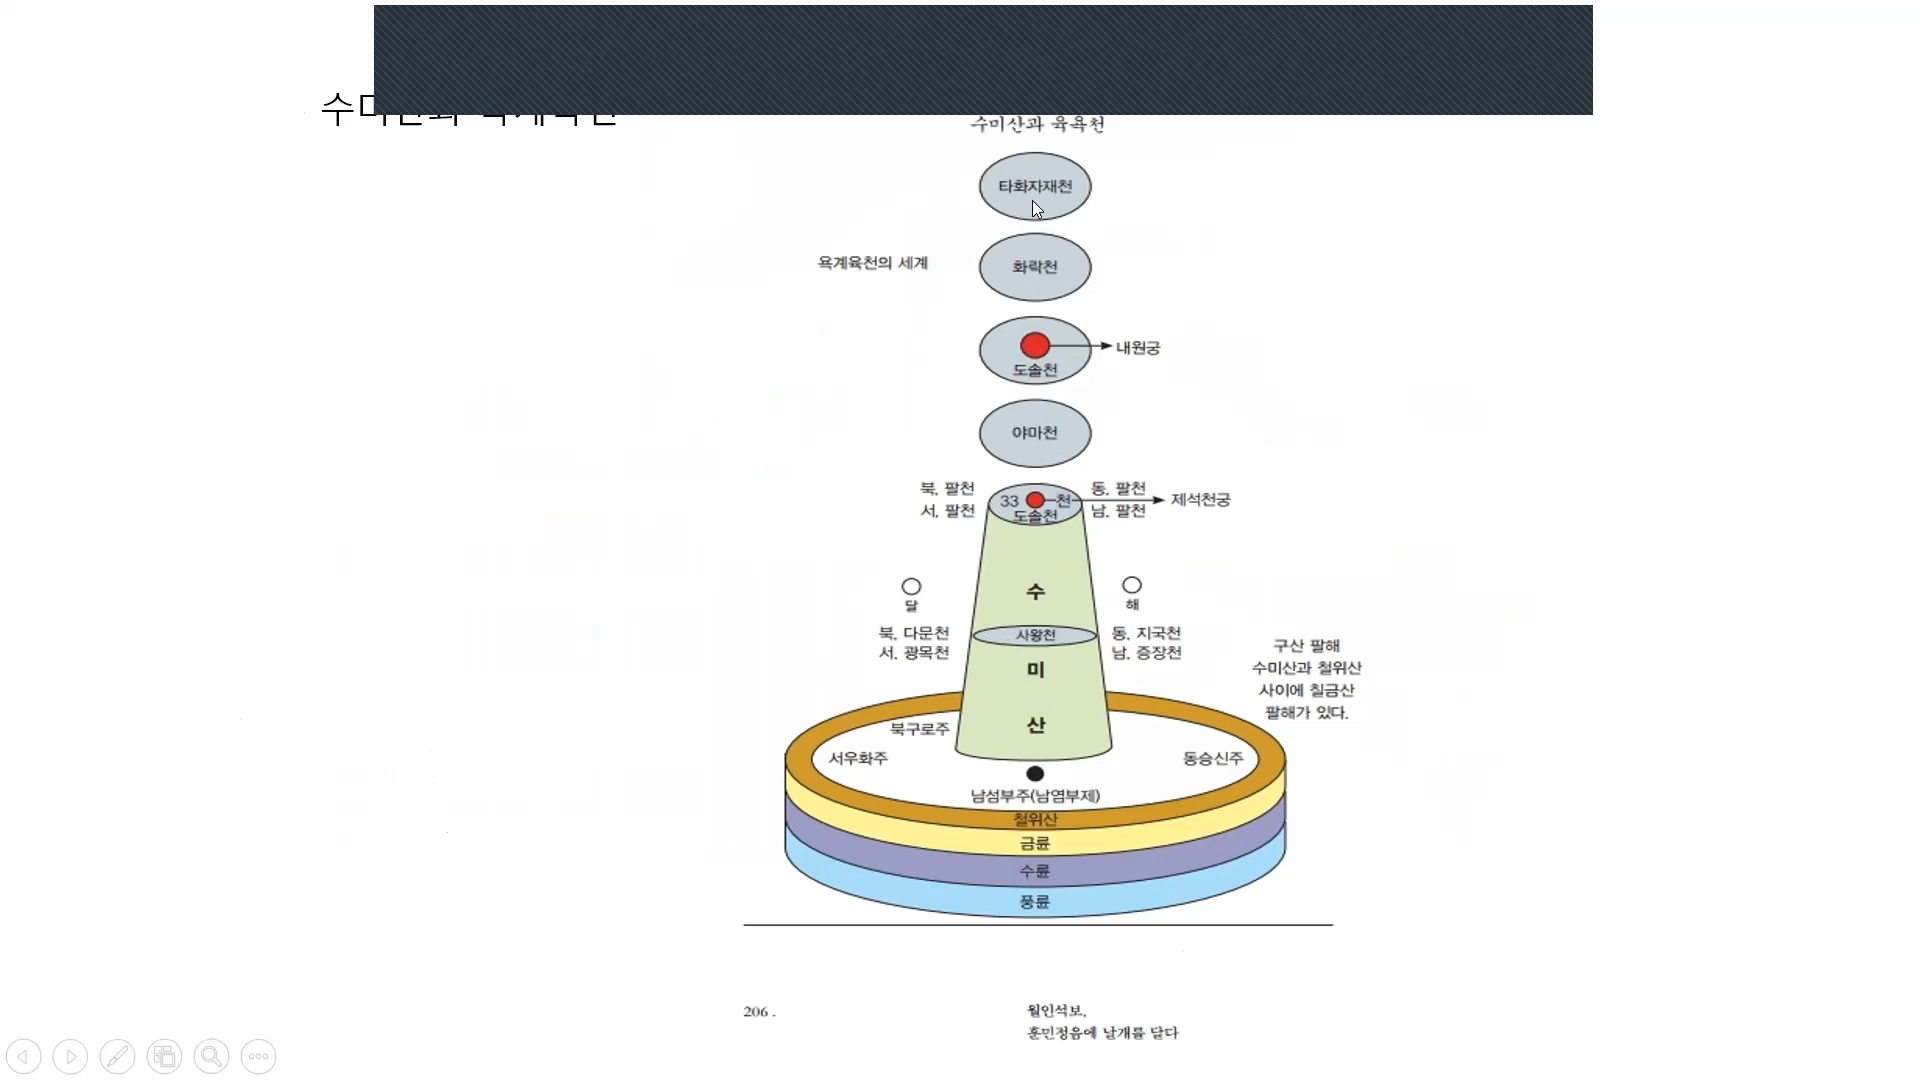 수미산과 육욕천
타화자재천
욕계육천의 세계
화락천
내원궁
도솔천
야마천
북. 팔천
서. 팔천
33 천
도솔천
동. 팔천
남. 팔천
제석천궁
수
달
해
북. 다문천
서. 광목천
사왕천
동. 지국천
남. 증장천
미
구산 팔해
수미산과 철위산
사이에 칠금산
팔해가 있다.
산
북구로주
서우화주
동승신주
남섬부주(남염부제)
철위산
금륜
수륜
풍륜
206 .
월인석보,
훈민정음에 날개를 달다